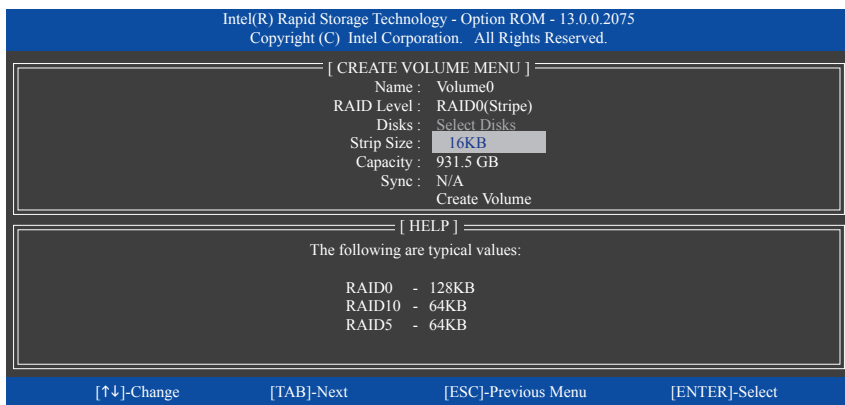 Intel(R) Rapid Storage Technology - Option ROM - 13.0.0.2075
Copyright (C) Intel Corporation. All Rights Reserved.
[ CREATE VOLUME MENU ]
Name : Volume0
RAID Level : RAID0(Stripe)
Disks : Select Disks
Strip Size : 16KB
Capacity : 931.5 GB
Sync : N/A
Create Volume
[ HELP ]
The following are typical values:
RAID0 - 128KB
RAID10 - 64KB
RAID5 - 64KB
[↑↓]-Change [TAB]-Next [ESC]-Previous Menu [ENTER]-Select